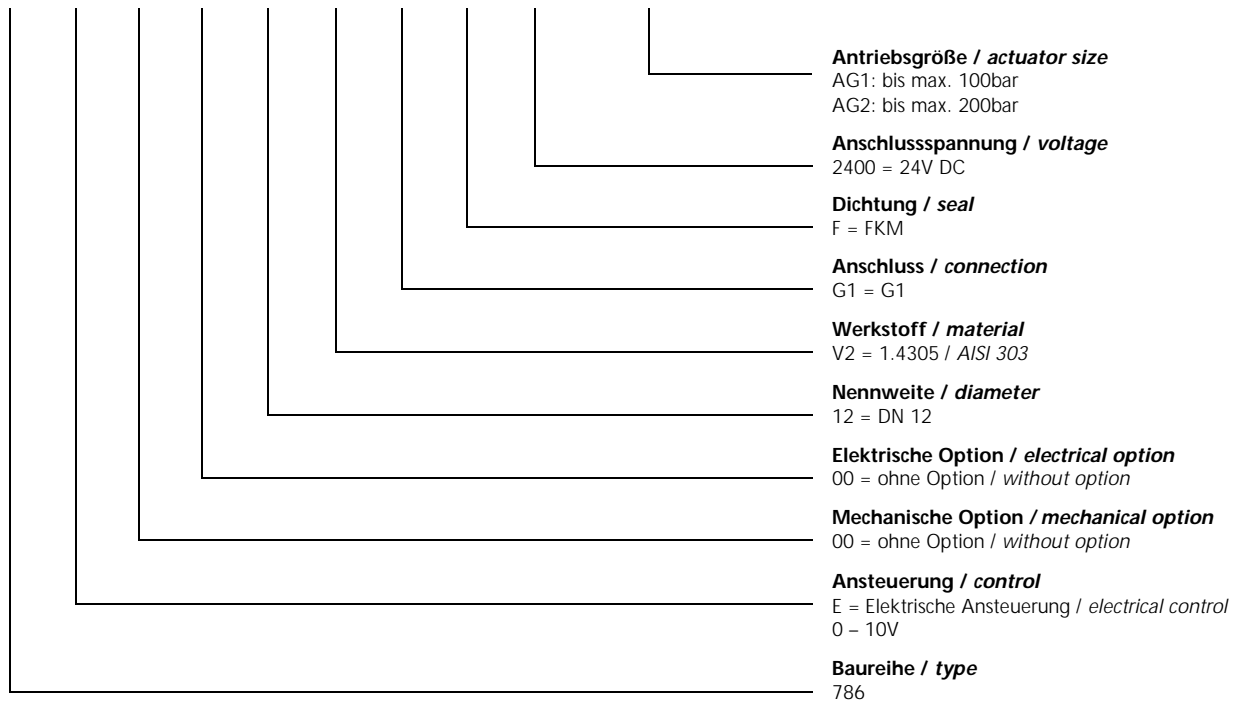 Antriebsgröße / actuator size
AG1: bis max. 100bar
AG2: bis max. 200bar
Anschlussspannung / voltage
2400 = 24V DC
Dichtung / seal
F = FKM
Anschluss / connection
G1 = G1
Werkstoff / material
V2 = 1.4305 / AISI 303
Nennweite / diameter
12 = DN 12
Elektrische Option / electrical option
00 = ohne Option / without option
Mechanische Option / mechanical option
00 = ohne Option / without option
Ansteuerung / control
E = Elektrische Ansteuerung / electrical control
0 – 10V
Baureihe / type
786